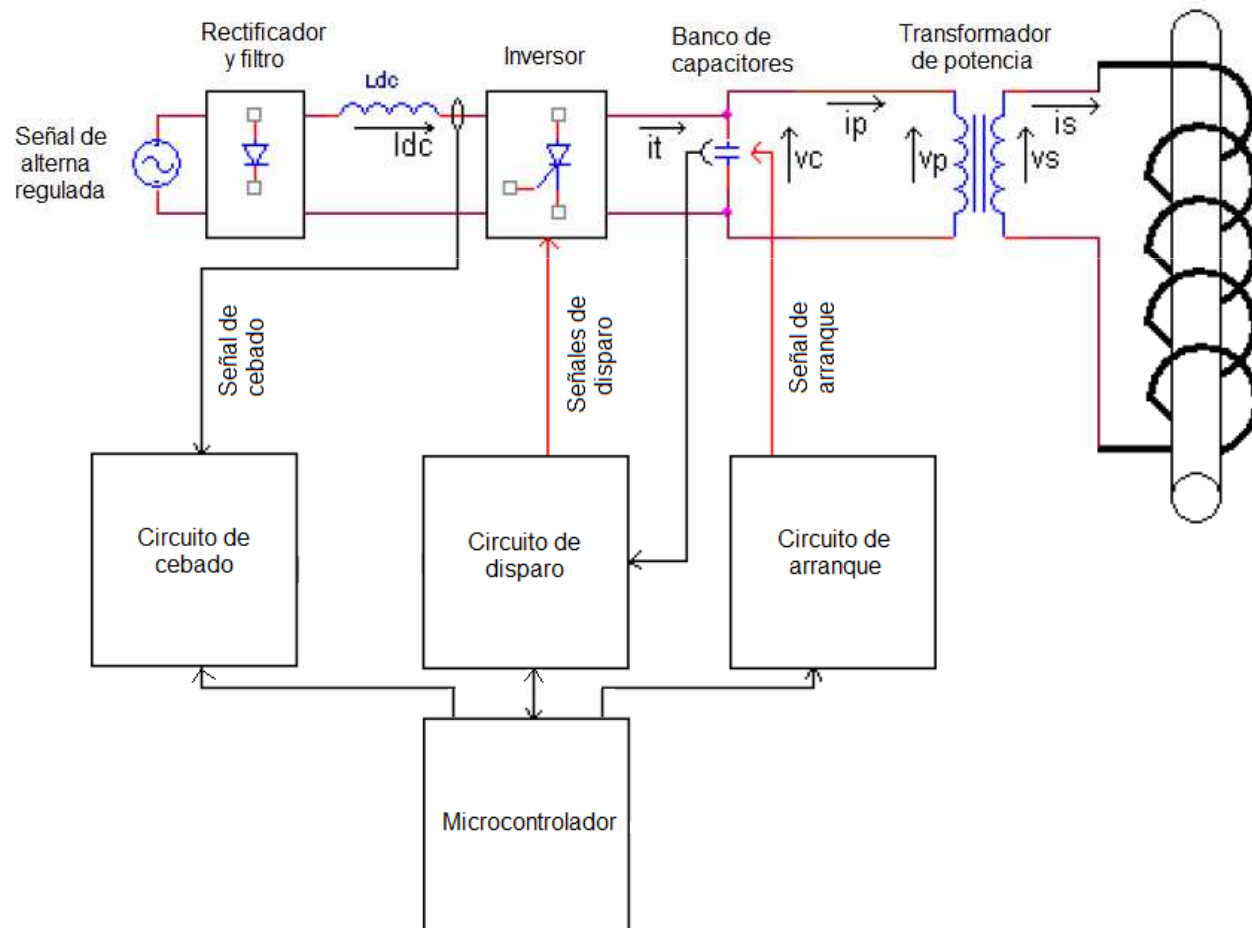 Rectificador
y filtro
Ldc
Inversor
Banco de
capacitores
Transformador
de potencia
Señal de
alterna
regulada
Idc
it
ip
vc
vp
vs
is
Señal de
cebado
Señales de
disparo
Señal de
arranque
Circuito de
cebado
Circuito de
disparo
Circuito de
arranque
Microcontrolador